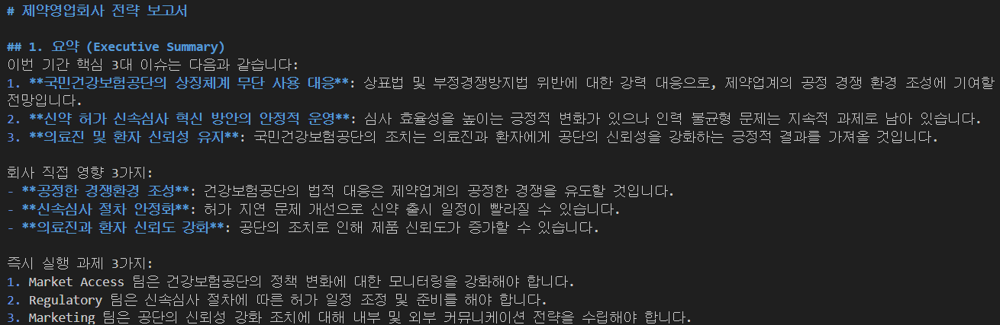 # 제약영업회사 전략 보고서
## 1. 요약 (Executive Summary)
이번 기간 핵심 3대 이슈는 다음과 같습니다:
1. **국민건강보험공단의 상징체계 무단 사용 대응**: 상표법 및 부정경쟁방지법 위반에 대한 강력 대응으로, 제약업계의 공정 경쟁 환경 조성에 기여할
전망입니다.
2. **신약 허가 신속심사 혁신 방안의 안정적 운영**: 심사 효율성을 높이는 긍정적 변화가 있으나 인력 불균형 문제는 지속적 과제로 남아 있습니다.
3. **의료진 및 환자 신뢰성 유지**: 국민건강보험공단의 조치는 의료진과 환자에게 공단의 신뢰성을 강화하는 긍정적 결과를 가져올 것입니다.
회사 직접 영향 3가지:
- **공정한 경쟁환경 조성**: 건강보험공단의 법적 대응은 제약업계의 공정한 경쟁을 유도할 것입니다.
- **신속심사 절차 안정화**: 허가 지연 문제 개선으로 신약 출시 일정이 빨라질 수 있습니다.
- **의료진과 환자 신뢰도 강화**: 공단의 조치로 인해 제품 신뢰도가 증가할 수 있습니다.
즉시 실행 과제 3가지:
1. Market Access 팀은 건강보험공단의 정책 변화에 대한 모니터링을 강화해야 합니다.
2. Regulatory 팀은 신속심사 절차에 따른 허가 일정 조정 및 준비를 해야 합니다.
3. Marketing 팀은 공단의 신뢰성 강화 조치에 대해 내부 및 외부 커뮤니케이션 전략을 수립해야 합니다.